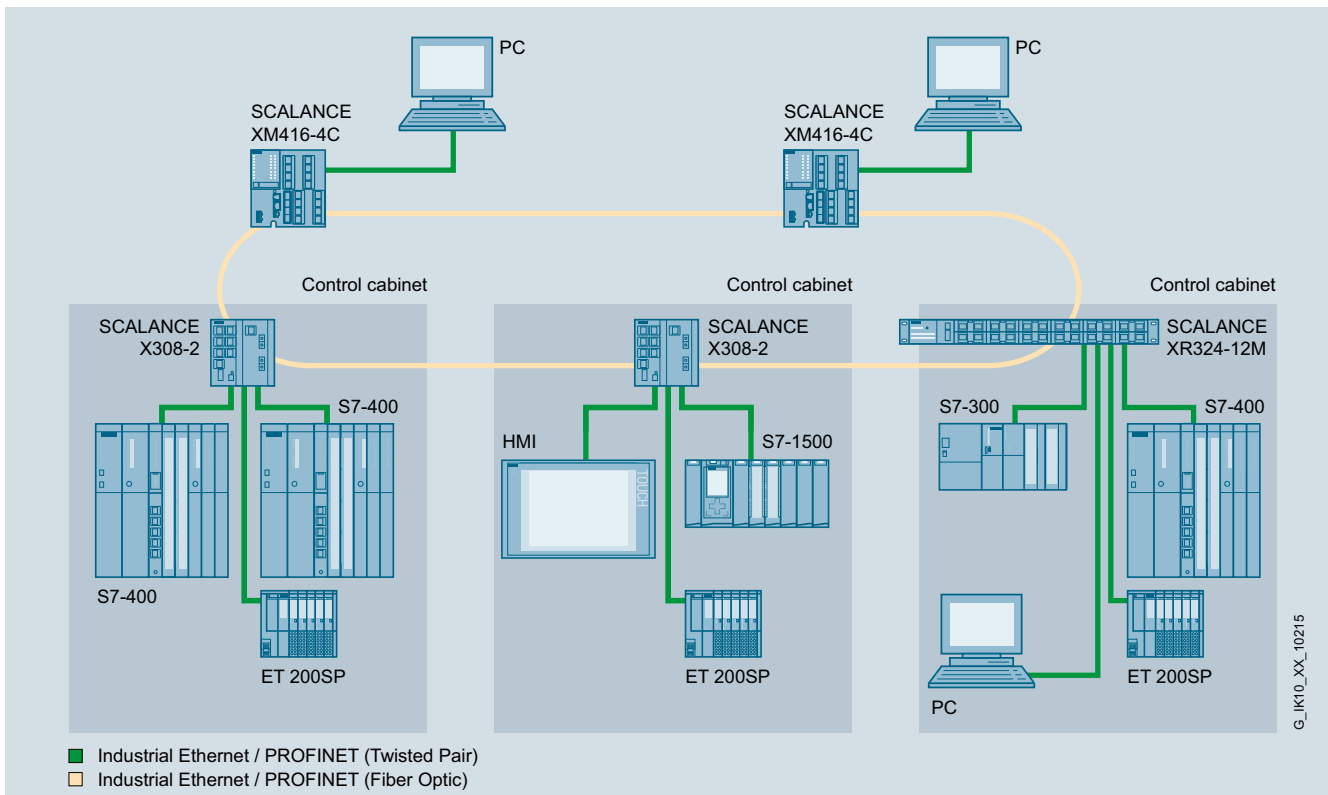 PC
PC
SCALANCE
XM416-4C
SCALANCE
XM416-4C
Control cabinet
Control cabinet
Control cabinet
SCALANCE
X308-2
SCALANCE
X308-2
SCALANCE
XR324-12M
S7-400
S7-400
HMI
TOUCH
S7-1500
S7-300
S7-400
ET 200SP
ET 200SP
PC
ET 200SP
G_IK10_XX_10215
Industrial Ethernet / PROFINET (Twisted Pair)
Industrial Ethernet / PROFINET (Fiber Optic)